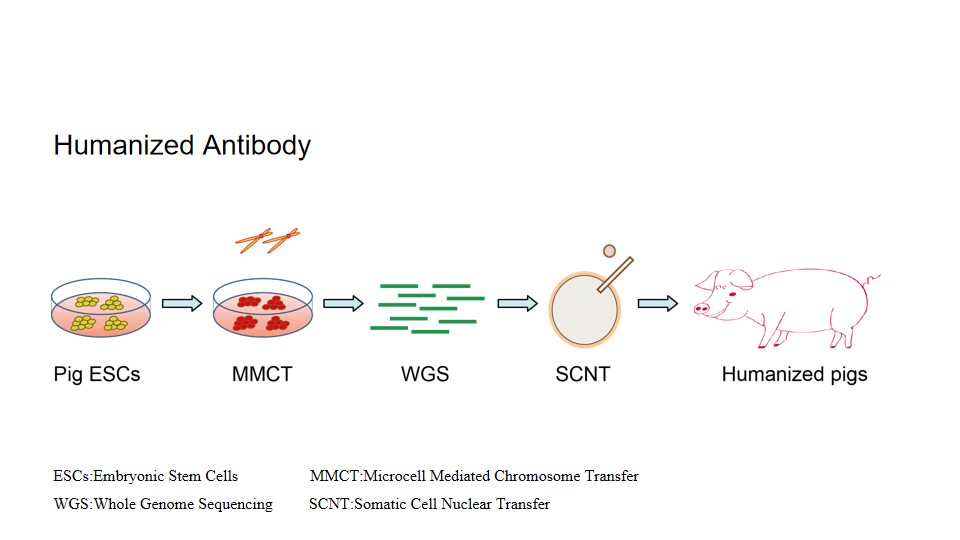 Humanized Antibody
Pig ESCs MMCT WGS SCNT Humanized pigs
ESCs:Embryonic Stem Cells MMCT:Microcell Mediated Chromosome Transfer
WGS:Whole Genome Sequencing SCNT:Somatic Cell Nuclear Transfer